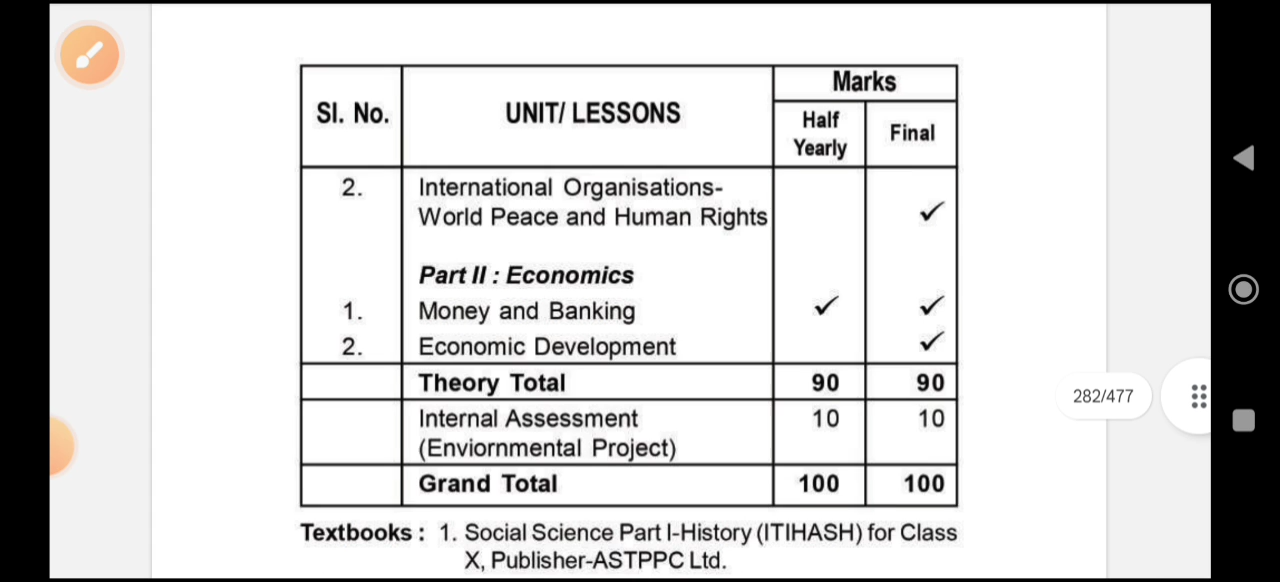 Marks
Sl. No. UNIT/ LESSONS Half Yearly Final
2. International Organisations-
World Peace and Human Rights ✓
Part II : Economics
1. Money and Banking ✓ ✓
2. Economic Development ✓
Theory Total 90 90
Internal Assessment 10 10
(Enviornmental Project)
Grand Total 100 100
Textbooks : 1. Social Science Part I-History (ITIHASH) for Class
X, Publisher-ASTPPC Ltd.
282/477